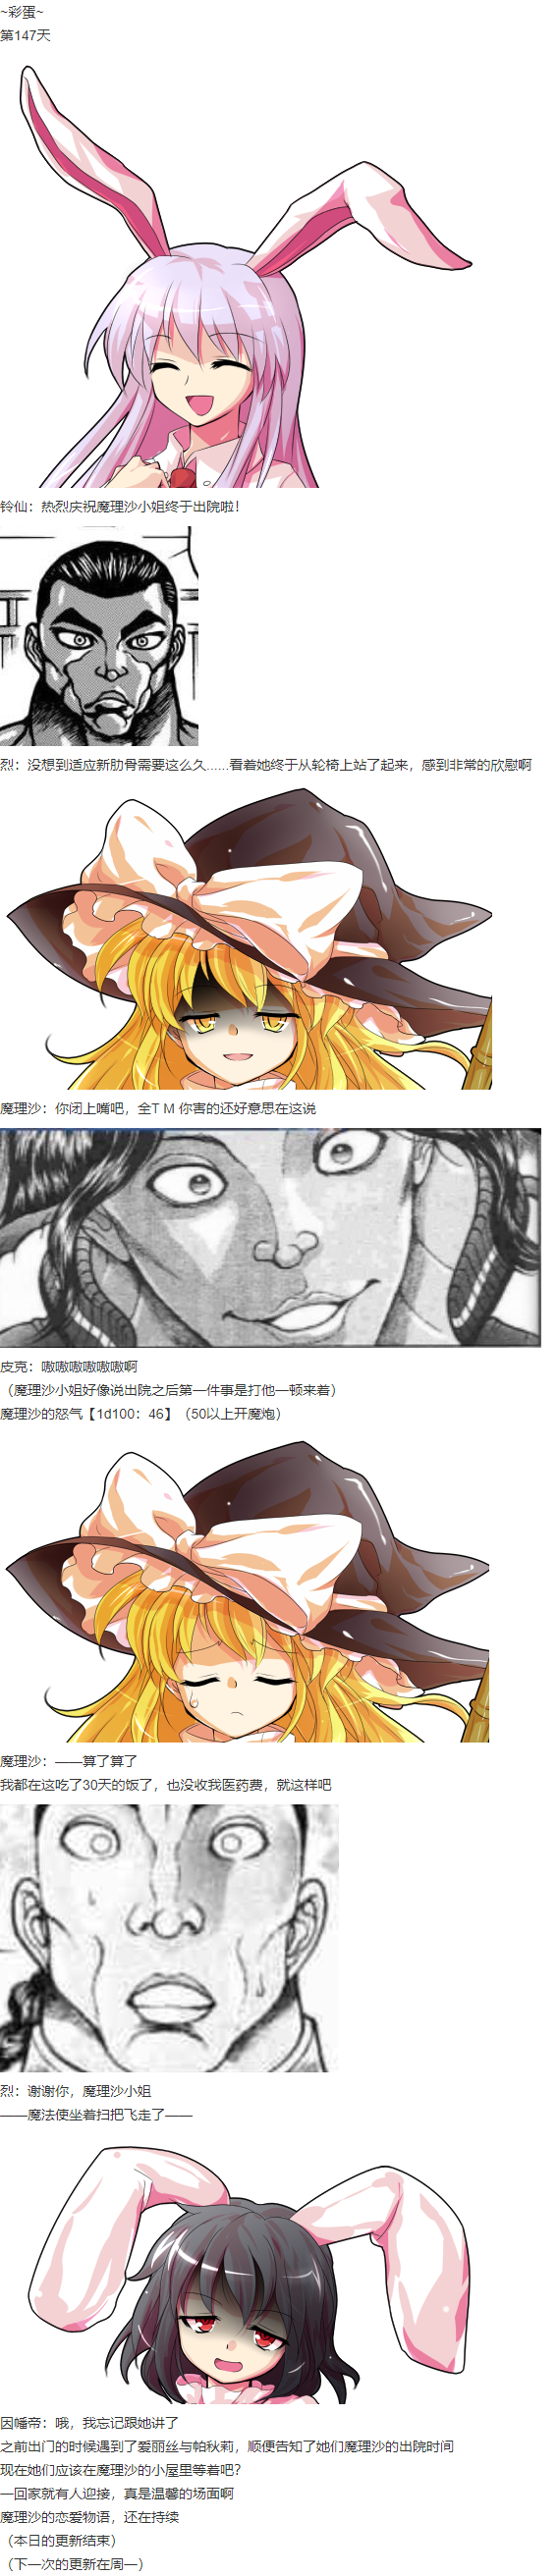 ~彩蛋~
第147天
铃仙：热烈庆祝魔理沙小姐终于出院啦！
烈：没想到适应新肋骨需要这么久......看着她终于从轮椅上站了起来，感到非常的欣慰啊
魔理沙：你闭上嘴吧，全T M 你害的还好意思在这说
皮克：嗷嗷嗷嗷嗷嗷啊
（魔理沙小姐好像说出院之后第一件事是打他一顿来着）
魔理沙的怒气【1d100：46】（50以上开魔炮）
魔理沙：——算了算了
我都在这吃了30天的饭了，也没收我医药费，就这样吧
烈：谢谢你，魔理沙小姐
——魔法使坐着扫把飞走了——
因幡帝：哦，我忘记跟她讲了
之前出门的时候遇到了爱丽丝与帕秋莉，顺便告知了她们魔理沙的出院时间
现在她们应该在魔理沙的小屋里等着吧？
一回家就有人迎接，真是温馨的场面啊
魔理沙的恋爱物语，还在持续
（本日的更新结束）
（下一次的更新在周一）